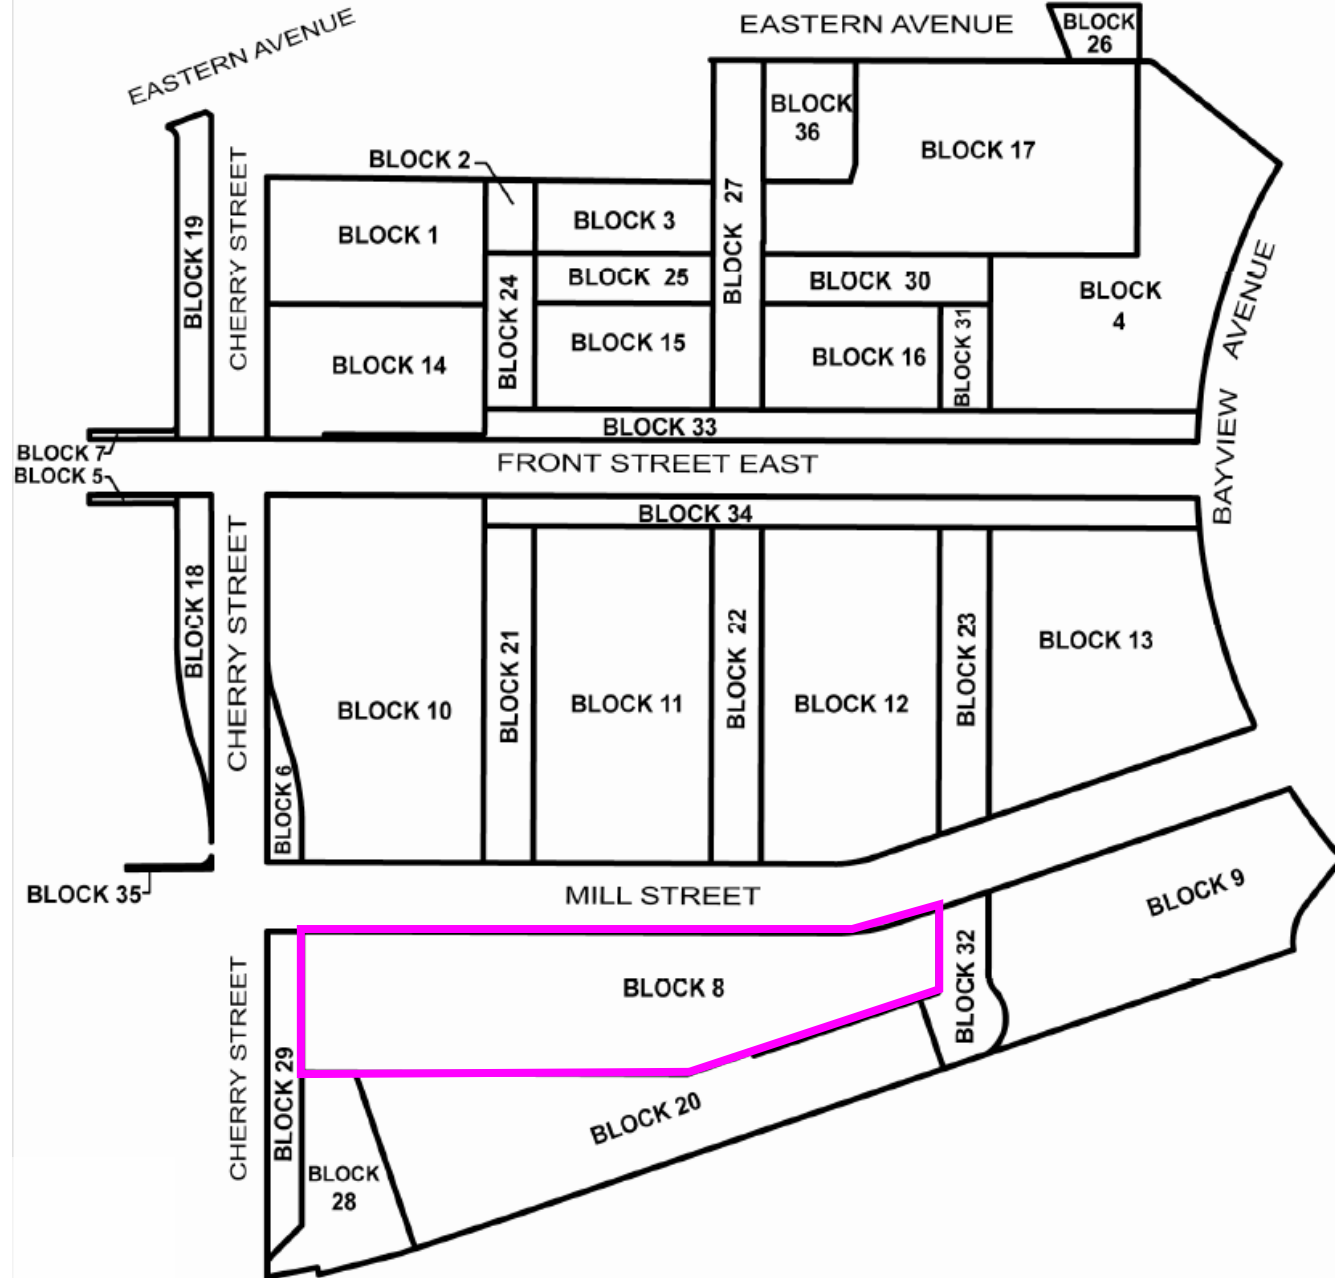 EASTERN AVENUE
EASTERN AVENUE
BLOCK
26
BLOCK
36
BLOCK 17
BLOCK 2
BLOCK 27
CHERRY STREET
BLOCK 19
BLOCK 1
BLOCK 3
BLOCK 24
BLOCK 25
BLOCK 30
BLOCK
4
BAYVIEW AVENUE
BLOCK 14
BLOCK 15
BLOCK 16
BLOCK 31
BLOCK 33
BLOCK 7
FRONT STREET EAST
BLOCK 5
BLOCK 34
BLOCK 18
CHERRY STREET
BLOCK 10
BLOCK 21
BLOCK 11
BLOCK 22
BLOCK 12
BLOCK 23
BLOCK 13
BLOCK 6
BLOCK 35
MILL STREET
BLOCK 9
CHERRY STREET
BLOCK 8
BLOCK 32
BLOCK 29
BLOCK 20
BLOCK
28